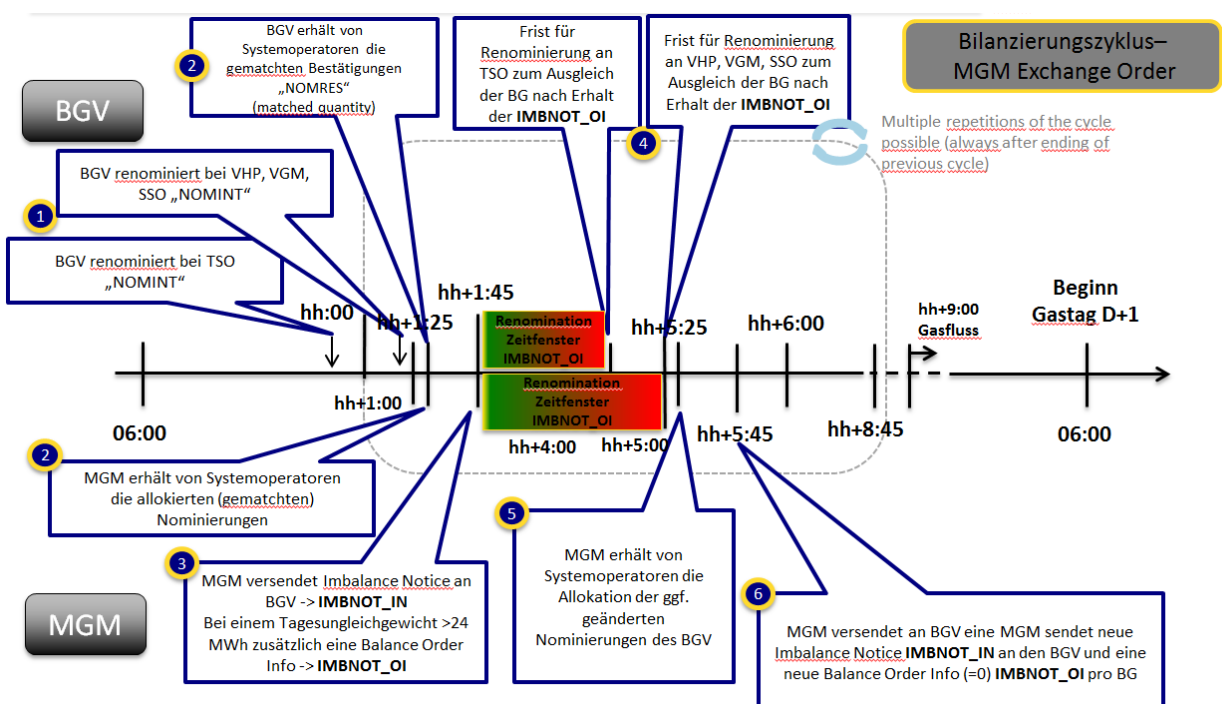 Bilanzierungszyklus–
MGM Exchange Order
BGV
2
BGV erhält von
Systemoperatoren die
gematchten Bestätigungen
„NOMRES“
(matched quantity)
Frist für
Renominierung an
TSO zum Ausgleich
der BG nach Erhalt
der IMBNOT_OI
4
Frist für Renominierung
an VHP, VGM, SSO zum
Ausgleich der BG nach
Erhalt der IMBNOT_OI
Multiple repetitions of the cycle
possible (always after ending of
previous cycle)
BGV renominiert bei VHP, VGM,
SSO „NOMINT“
1
BGV renominiert bei TSO
„NOMINT“
hh:00
hh+1:25
hh+1:45
Renomination
Zeitfenster
IMBNOT_OI
hh+5:25
hh+6:00
hh+9:00
Gasfluss
Beginn
Gastag D+1
Renomination
Zeitfenster
IMBNOT_OI
06:00
hh+1:00
hh+4:00
hh+5:00
hh+5:45
hh+8:45
06:00
2
MGM erhält von Systemoperatoren
die allokierten (gematchten)
Nominierungen
MGM
3
MGM versendet Imbalance Notice an
BGV -> IMBNOT_IN
Bei einem Tagesungleichgewicht >24
MWh zusätzlich eine Balance Order
Info -> IMBNOT_OI
5
MGM erhält von
Systemoperatoren die
Allokation der ggf.
geänderten
Nominierungen des BGV
6
MGM versendet an BGV eine MGM sendet neue
Imbalance Notice IMBNOT_IN an den BGV und eine
neue Balance Order Info (=0) IMBNOT_OI pro BG